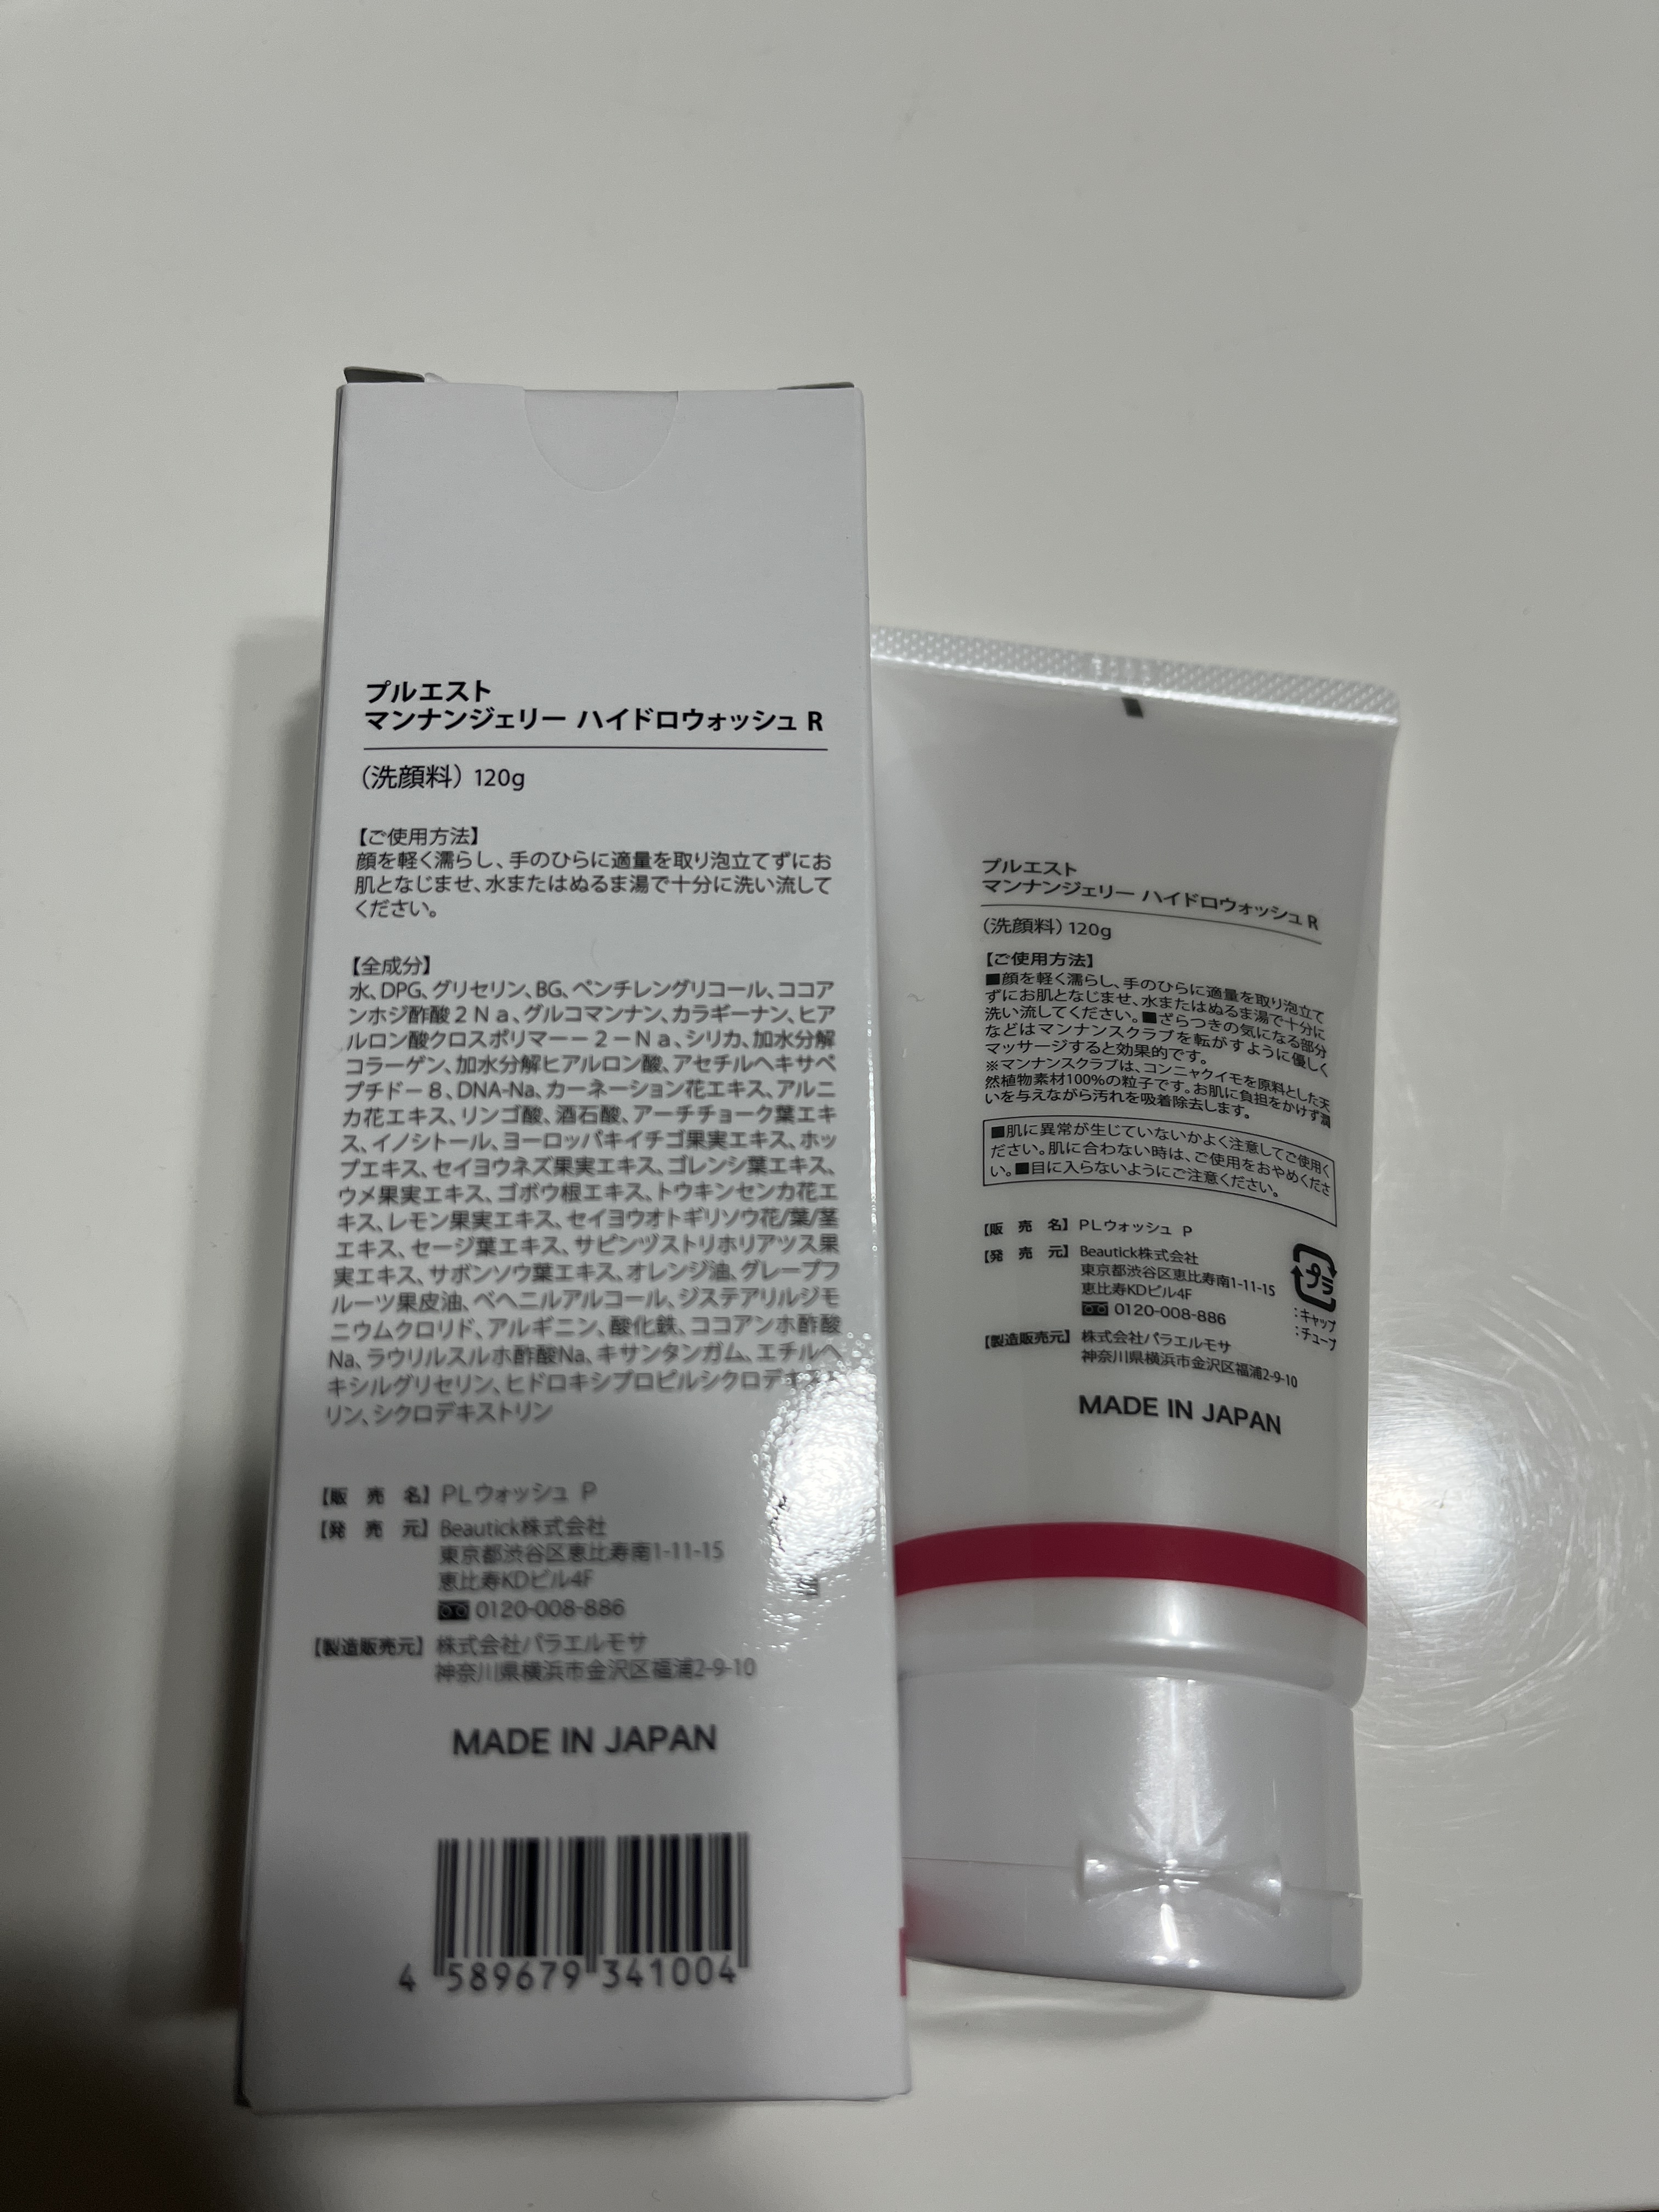 プルエスト
マンナンジェリー ハイドロウォッシュ R
（洗顔料）120g
【ご使用方法】
顔を軽く濡らし、手のひらに適量を取り泡立てずにお
肌となじませ、水またはぬるま湯で十分に洗い流して
ください。
【全成分】
水、DPG、グリセリン、BG、ペンチレングリコール、ココア
ンホジ酢酸２Ｎａ、グルコマンナン、カラギーナン、ヒア
ルロン酸クロスポリマー－２－Ｎａ、シリカ、加水分解
コラーゲン、加水分解ヒアルロン酸、アセチルヘキサペ
プチド－８、DNA-Na、カーネーション花エキス、アルニ
カ花エキス、リンゴ酸、酒石酸、アーチチョーク葉エキ
ス、イノシトール、ヨーロッパキイチゴ果実エキス、ホッ
プエキス、セイヨウネズ果実エキス、ゴレンシ葉エキス、
ウメ果実エキス、ゴボウ根エキス、トウキンセンカ花エ
キス、レモン果実エキス、セイヨウオトギリソウ花/葉/茎
エキス、セージ葉エキス、サピンヅストリホリアツス果
実エキス、サボンソウ葉エキス、オレンジ油、グレープフ
ルーツ果皮油、ベヘニルアルコール、ジステアリルジモ
ニウムクロリド、アルギニン、酸化鉄、ココアンホ酢酸
Na、ラウリルスルホ酢酸Na、キサンタンガム、エチルヘ
キシルグリセリン、ヒドロキシプロピルシクロデキスト
リン、シクロデキストリン
【販売名】PLウォッシュ P
【発売元】Beautick株式会社
東京都渋谷区恵比寿南1-11-15
恵比寿KDビル4F
0120-008-886
【製造販売元】株式会社パラエルモサ
神奈川県横浜市金沢区福浦2-9-10
MADE IN JAPAN
4 589679 341004
プルエスト
マンナンジェリー ハイドロウォッシュ R
（洗顔料）120g
【ご使用方法】
■顔を軽く濡らし、手のひらに適量を取り泡立て
ずにお肌となじませ、水またはぬるま湯で十分に
洗い流してください。■ざらつきの気になる部分
などはマンナンスクラブを転がすように優しく
マッサージすると効果的です。
※マンナンスクラブは、コンニャクイモを原料とした天
然植物素材100%の粒子です。お肌に負担をかけず潤
いを与えながら汚れを吸着除去します。
■肌に異常が生じていないかよく注意してご使用く
ださい。肌に合わない時は、ご使用をおやめくださ
い。■目に入らないようにご注意ください。
【販売名】PLウォッシュ P
【発売元】Beautick株式会社
東京都渋谷区恵比寿南1-11-15
恵比寿KDビル4F
0120-008-886
プラ
：キャップ
：チューブ
【製造販売元】株式会社パラエルモサ
神奈川県横浜市金沢区福浦2-9-10
MADE IN JAPAN